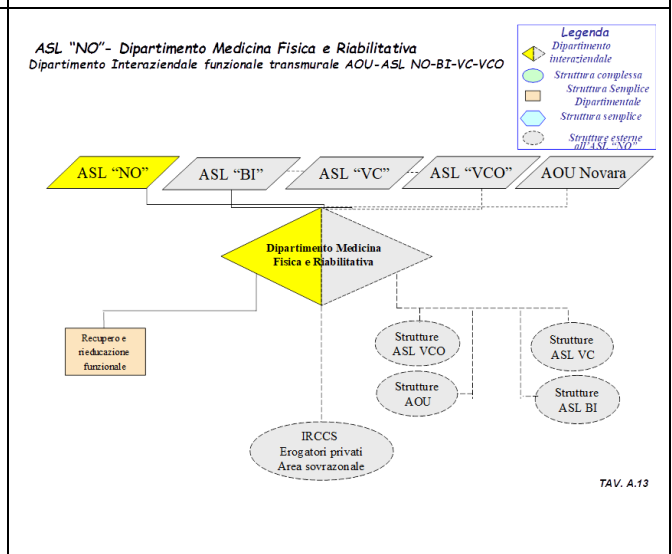 ASL “NO”- Dipartimento Medicina Fisica e Riabilitativa
Dipartimento Interaziendale funzionale transmurale AOU-ASL NO-BI-VC-VCO
Legenda
Dipartimento
interaziendale
Struttura complessa
Struttura Semplice
Dipartimentale
Struttura semplice
Strutture esterne
all'ASL “NO”
ASL “NO”
ASL “BI”
ASL “VC”
ASL “VCO”
AOU Novara
Dipartimento Medicina
Fisica e Riabilitativa
Recupero e
rieducazione
funzionale
Strutture
ASL VCO
Strutture
ASL VC
Strutture
AOU
Strutture
ASL BI
IRCCS
Erogatori privati
Area sovrazonale
TAV. A.13